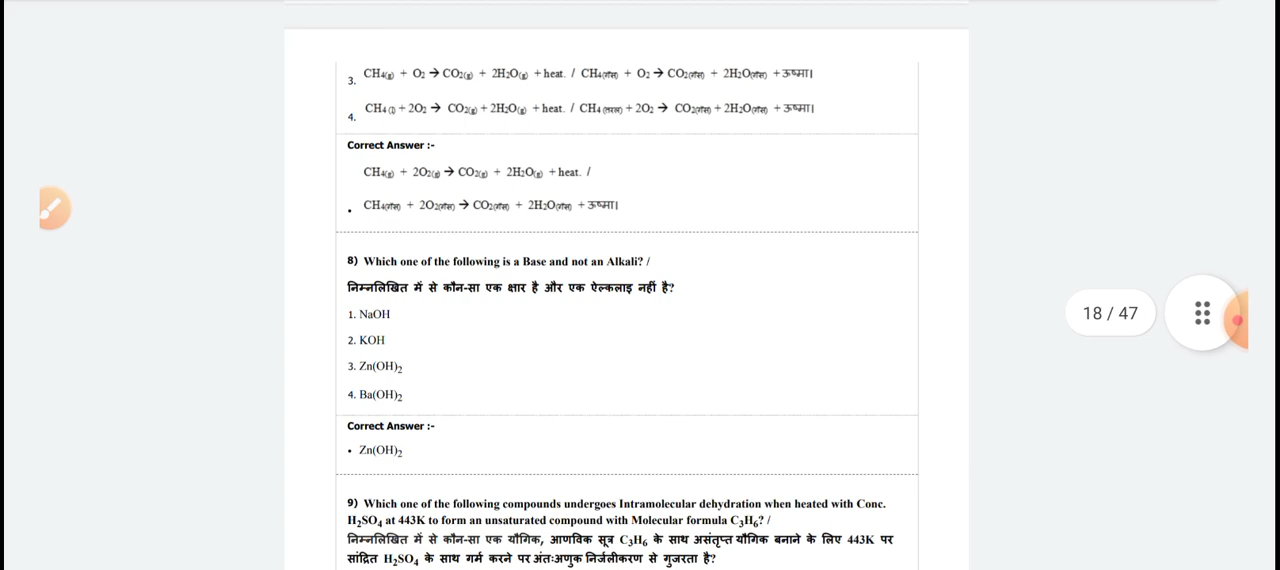 3. CH₄(g) + O₂ → CO₂(g) + 2H₂O(g) + heat. / CH₄(गैस) + O₂ → CO₂(गैस) + 2H₂O(गैस) + ऊष्मा।
4. CH₄ (l) + 2O₂ → CO₂(g) + 2H₂O(g) + heat. / CH₄ (तरल) + 2O₂ → CO₂(गैस) + 2H₂O(गैस) + ऊष्मा।
Correct Answer :-
CH₄(g) + 2O₂(g) → CO₂(g) + 2H₂O(g) + heat. /
• CH₄(गैस) + 2O₂(गैस) → CO₂(गैस) + 2H₂O(गैस) + ऊष्मा।
8) Which one of the following is a Base and not an Alkali? /
निम्नलिखित में से कौन-सा एक क्षार है और एक ऐल्कलाइ नहीं है?
1. NaOH
2. KOH
3. Zn(OH)₂
4. Ba(OH)₂
18 / 47
Correct Answer :-
• Zn(OH)₂
9) Which one of the following compounds undergoes Intramolecular dehydration when heated with Conc.
H₂SO₄ at 443K to form an unsaturated compound with Molecular formula C₃H₆? /
निम्नलिखित में से कौन-सा एक यौगिक, आणविक सूत्र C₃H₆ के साथ असंतृप्त यौगिक बनाने के लिए 443K पर
सांद्रित H₂SO₄ के साथ गर्म करने पर अंतःअणुक निर्जलीकरण से गुजरता है?